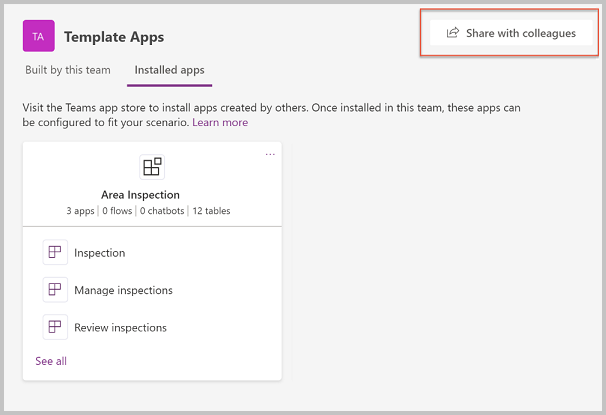 TA
Template Apps
Share with colleagues
Built by this team
Installed apps
Visit the Teams app store to install apps created by others. Once installed in this team, these apps can
be configured to fit your scenario. Learn more
...
Area Inspection
3 apps | 0 flows | 0 chatbots | 12 tables
Inspection
Manage inspections
Review inspections
See all